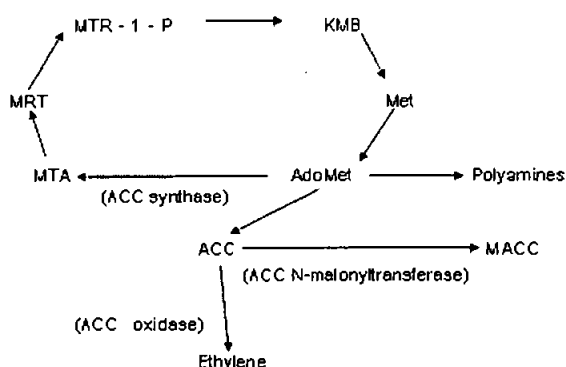 MTR - 1 - P KMB
MRT Met
MTA AdoMet Polyamines
(ACC synthase)
ACC MACC
(ACC N-malonyltransferase)
(ACC oxidase)
Ethylene